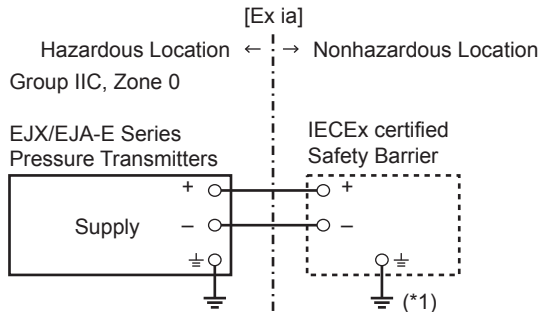 [Ex ia]
Hazardous Location ← → Nonhazardous Location
Group IIC, Zone 0
EJX/EJA-E Series
Pressure Transmitters
IECEx certified
Safety Barrier
+ +
Supply – –
(*1)